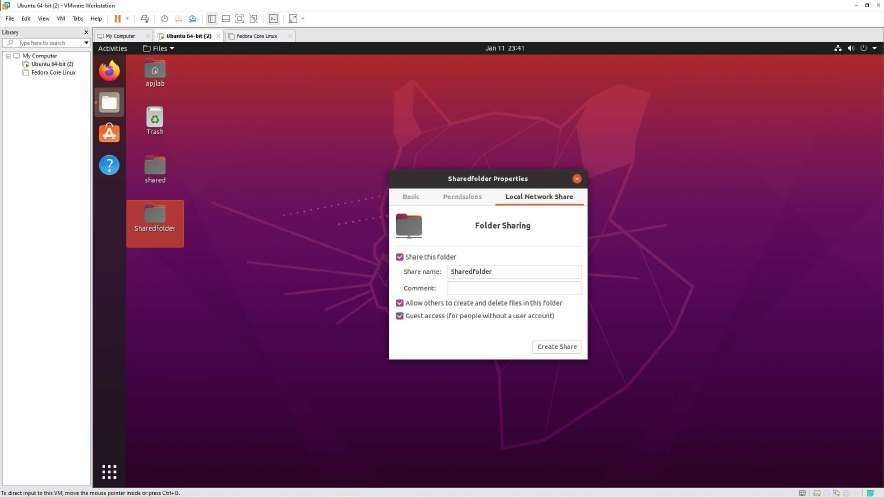 Ubuntu 64-bit (2) - VMware Workstation
File Edit View VM Tabs Help
Library
Type here to search
My Computer
Ubuntu 64-bit (2)
Fedora Core Linux
My Computer
Ubuntu 64-bit (2)
Fedora Core Linux
Activities Files Jan 11 23:41
apjlab
Trash
shared
Sharedfolder
Sharedfolder Properties
Basic Permissions Local Network Share
Folder Sharing
Share this folder
Share name: Sharedfolder
Comment:
Allow others to create and delete files in this folder
Guest access (for people without a user account)
Create Share
To direct input to this VM, move the mouse pointer inside or press Ctrl+G.